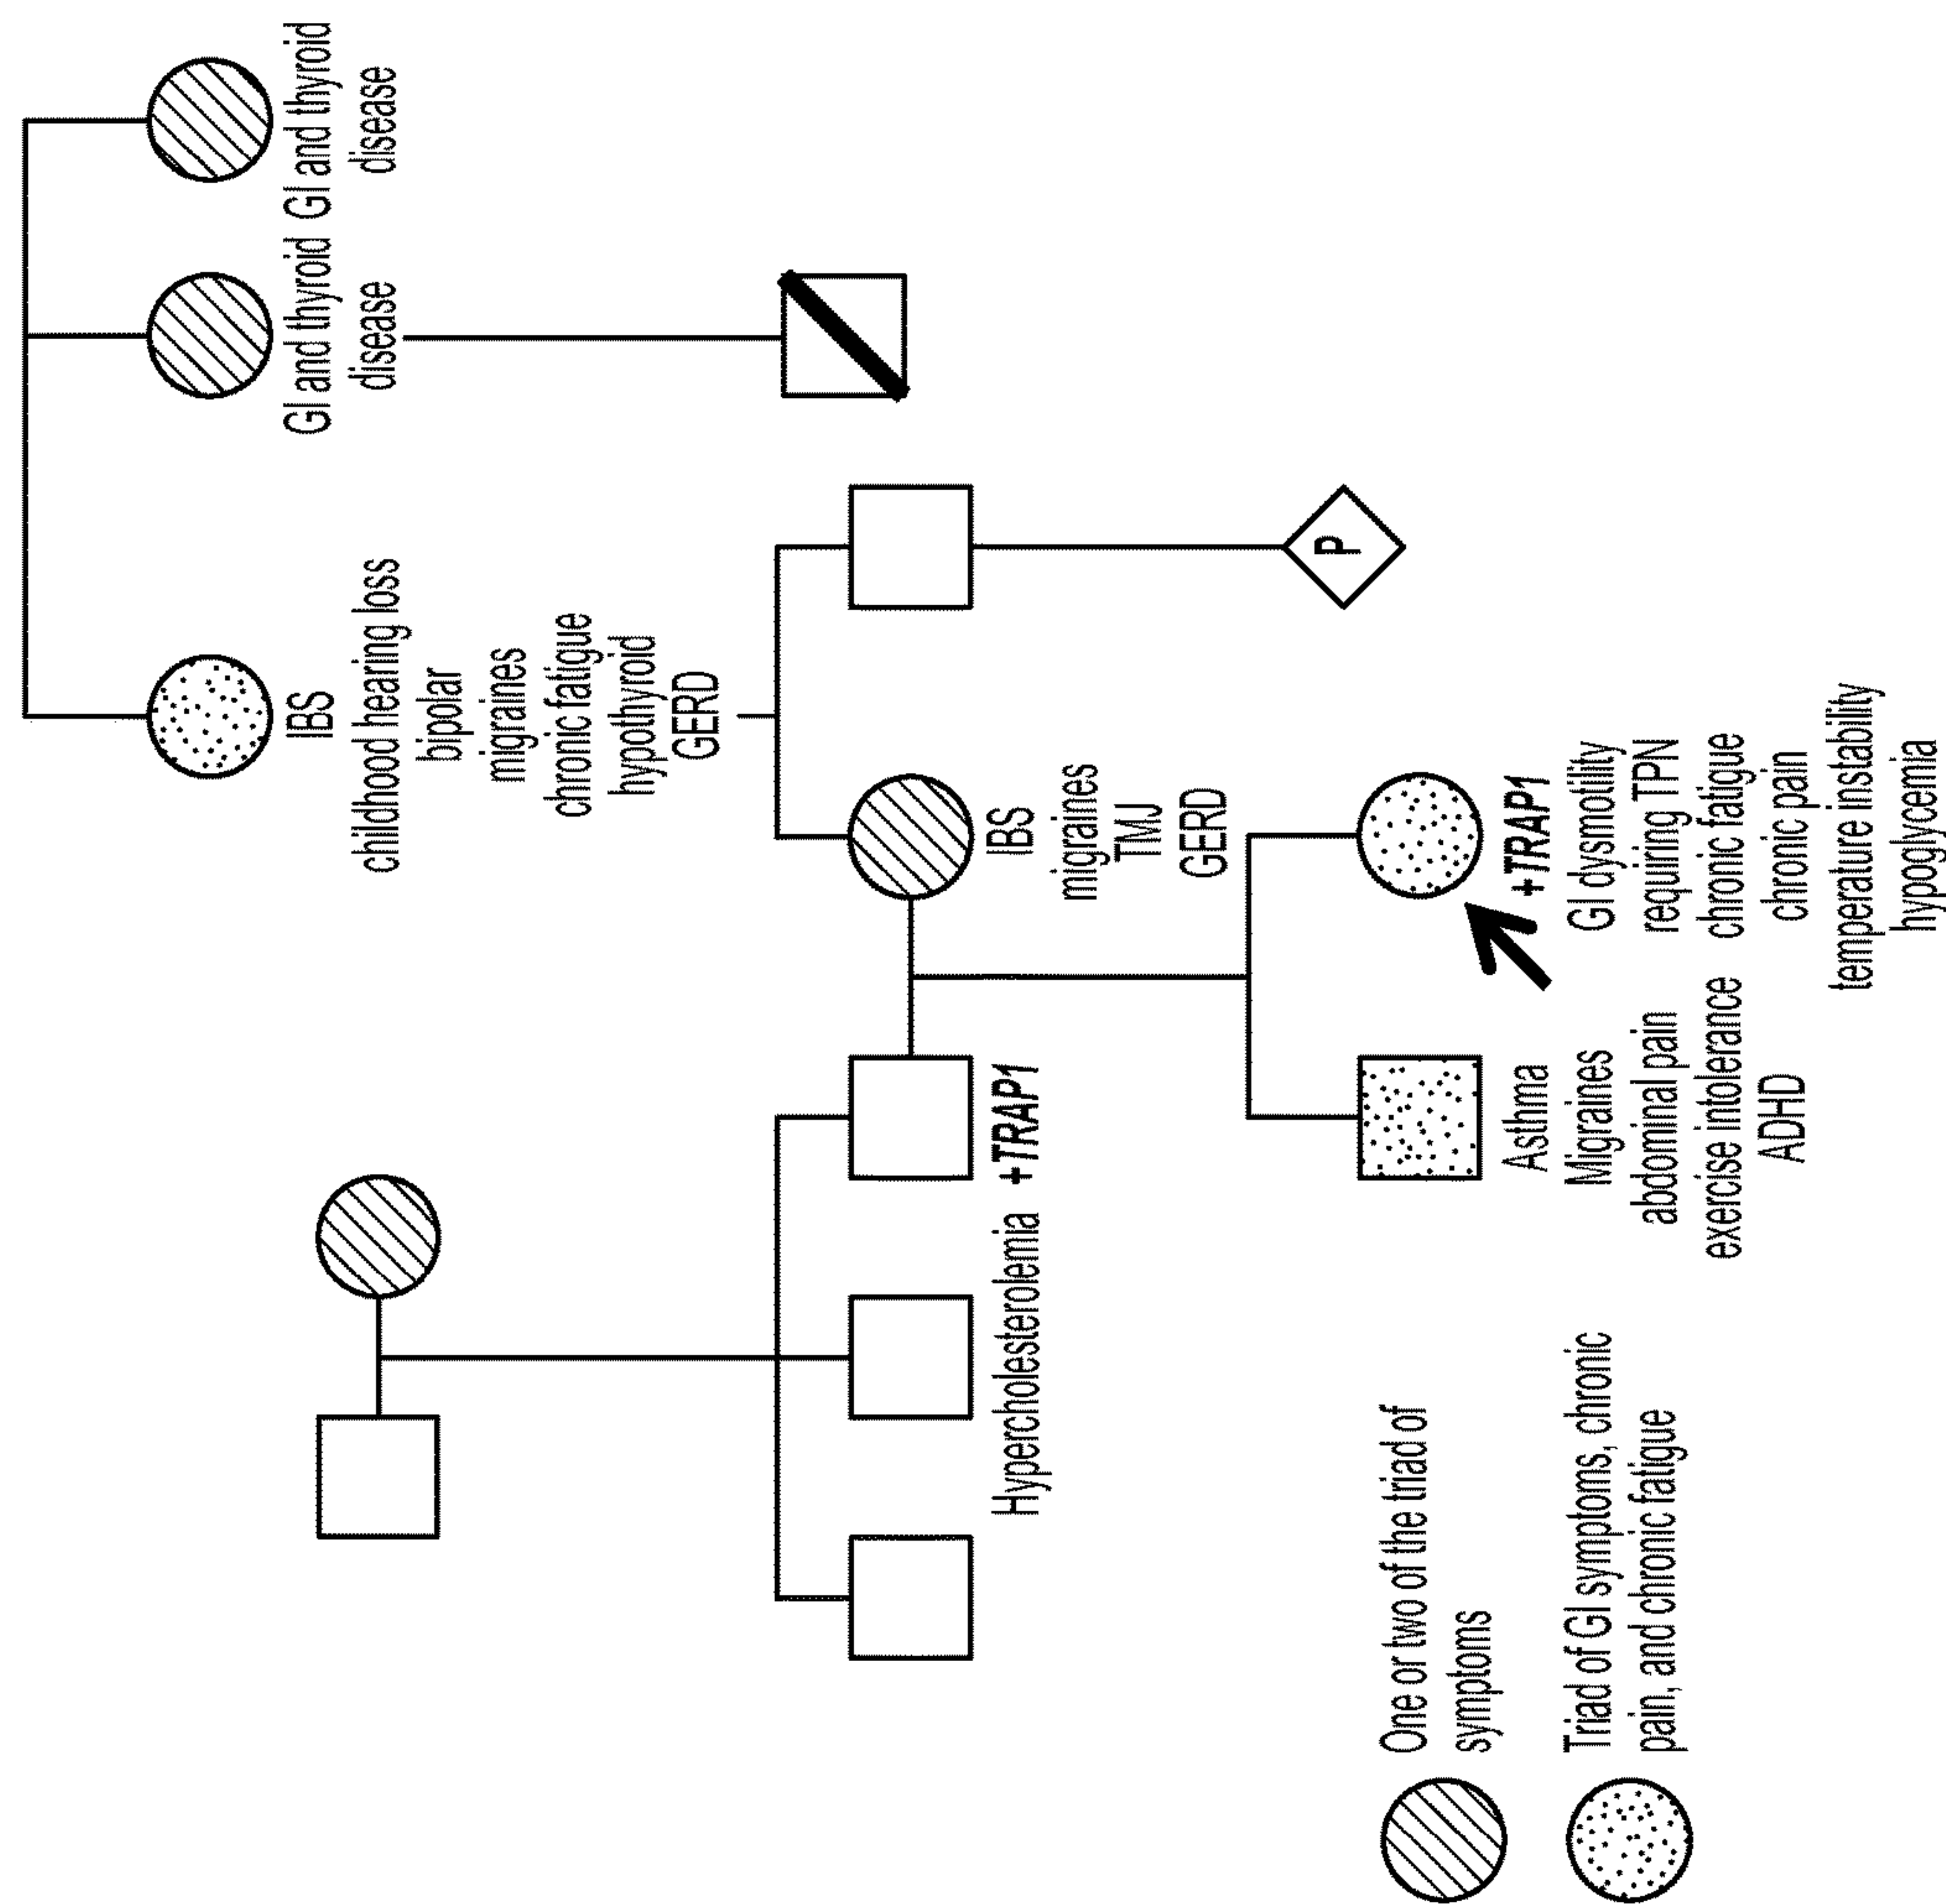 GI and thyroid
disease
GI and thyroid
disease
IBS
childhood hearing loss
bipolar
migraines
chronic fatigue
hypothyroid
GERD
Hypercholesterolemia
+TRAP1
IBS
migraines
TMJ
GERD
P
Asthma
Migraines
abdominal pain
exercise intolerance
ADHD
+TRAP1
GI dysmotility
requiring TPN
chronic fatigue
chronic pain
temperature instability
hypoglycemia
One or two of the triad of
symptoms
Triad of GI symptoms, chronic
pain, and chronic fatigue